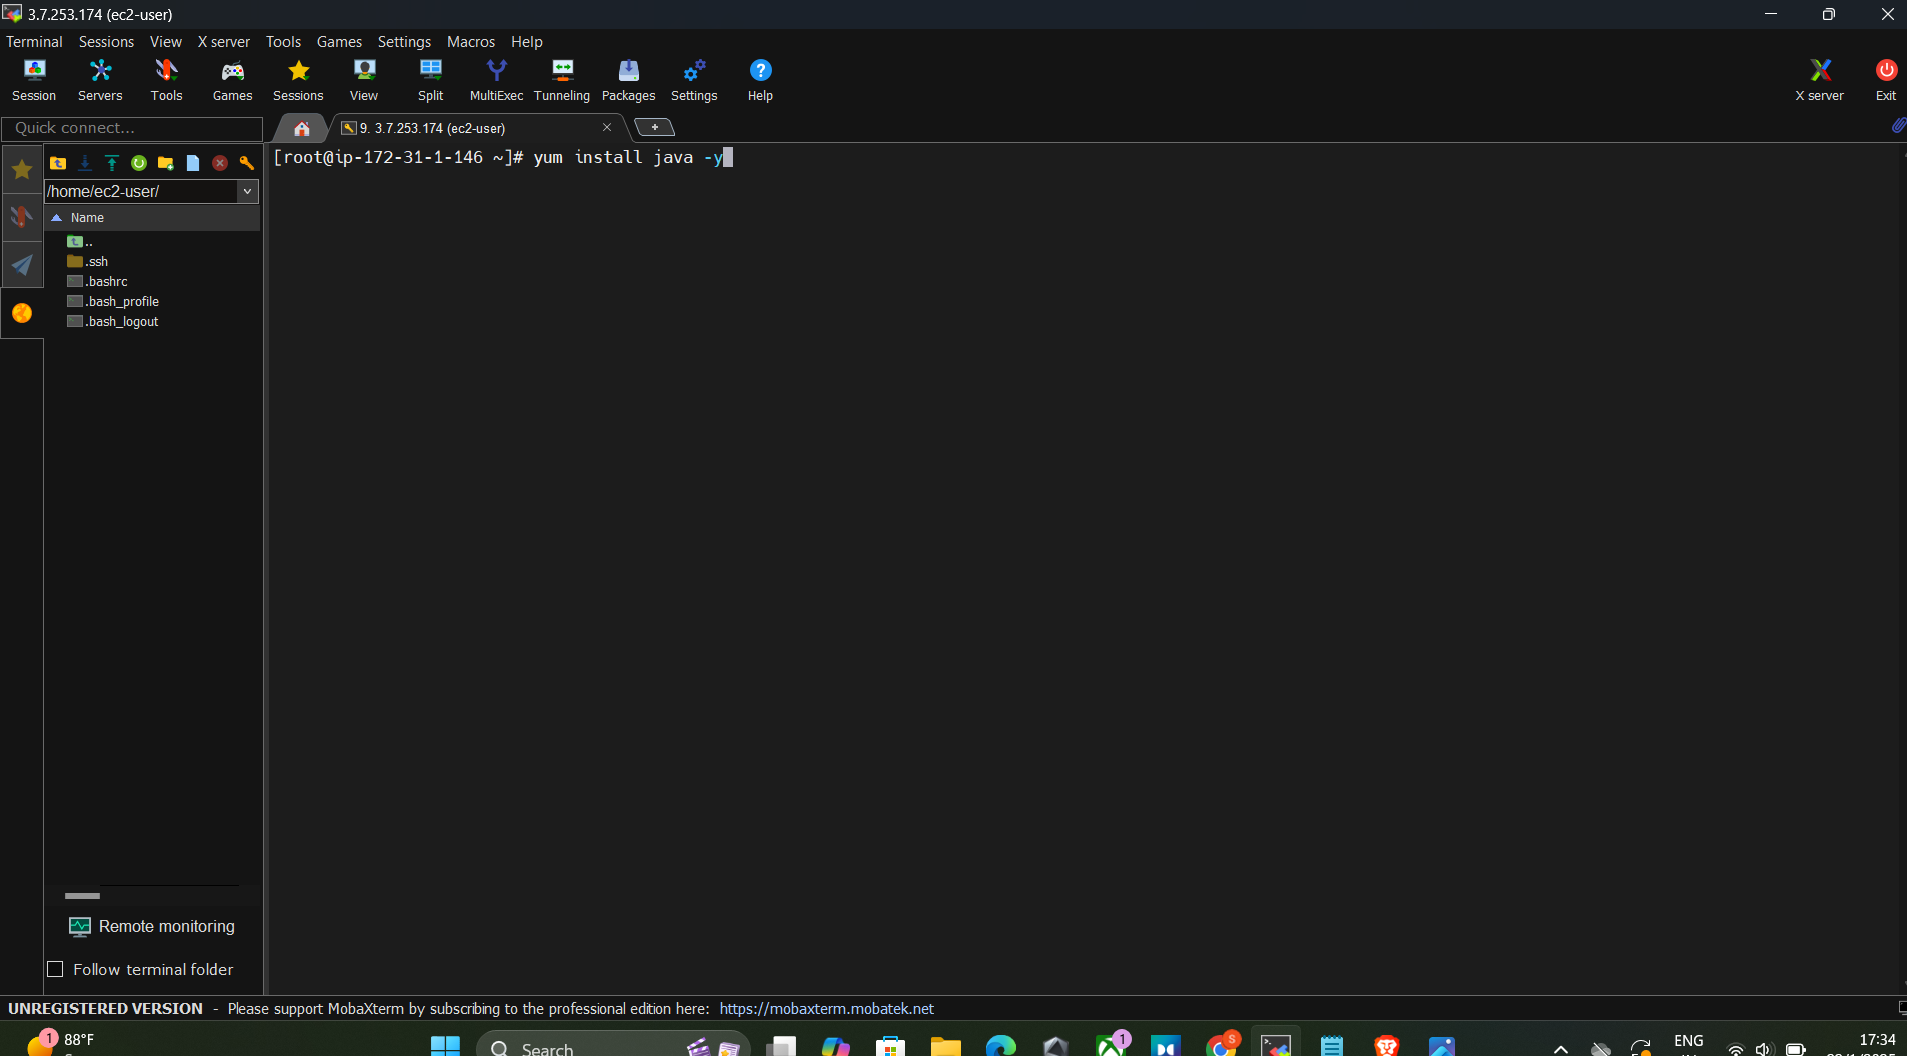 3.7.253.174 (ec2-user)
Terminal Sessions View X server Tools Games Settings Macros Help
Session Servers Tools Games Sessions View Split MultiExec Tunneling Packages Settings Help X server Exit
Quick connect...
9. 3.7.253.174 (ec2-user)
[root@ip-172-31-1-146 ~]# yum install java -y
/home/ec2-user/
Name
..
.ssh
.bashrc
.bash_profile
.bash_logout
Remote monitoring
Follow terminal folder
UNREGISTERED VERSION - Please support MobaXterm by subscribing to the professional edition here: https://mobaxterm.mobatek.net
1
88°F
Search
1
S
ENG
17:34